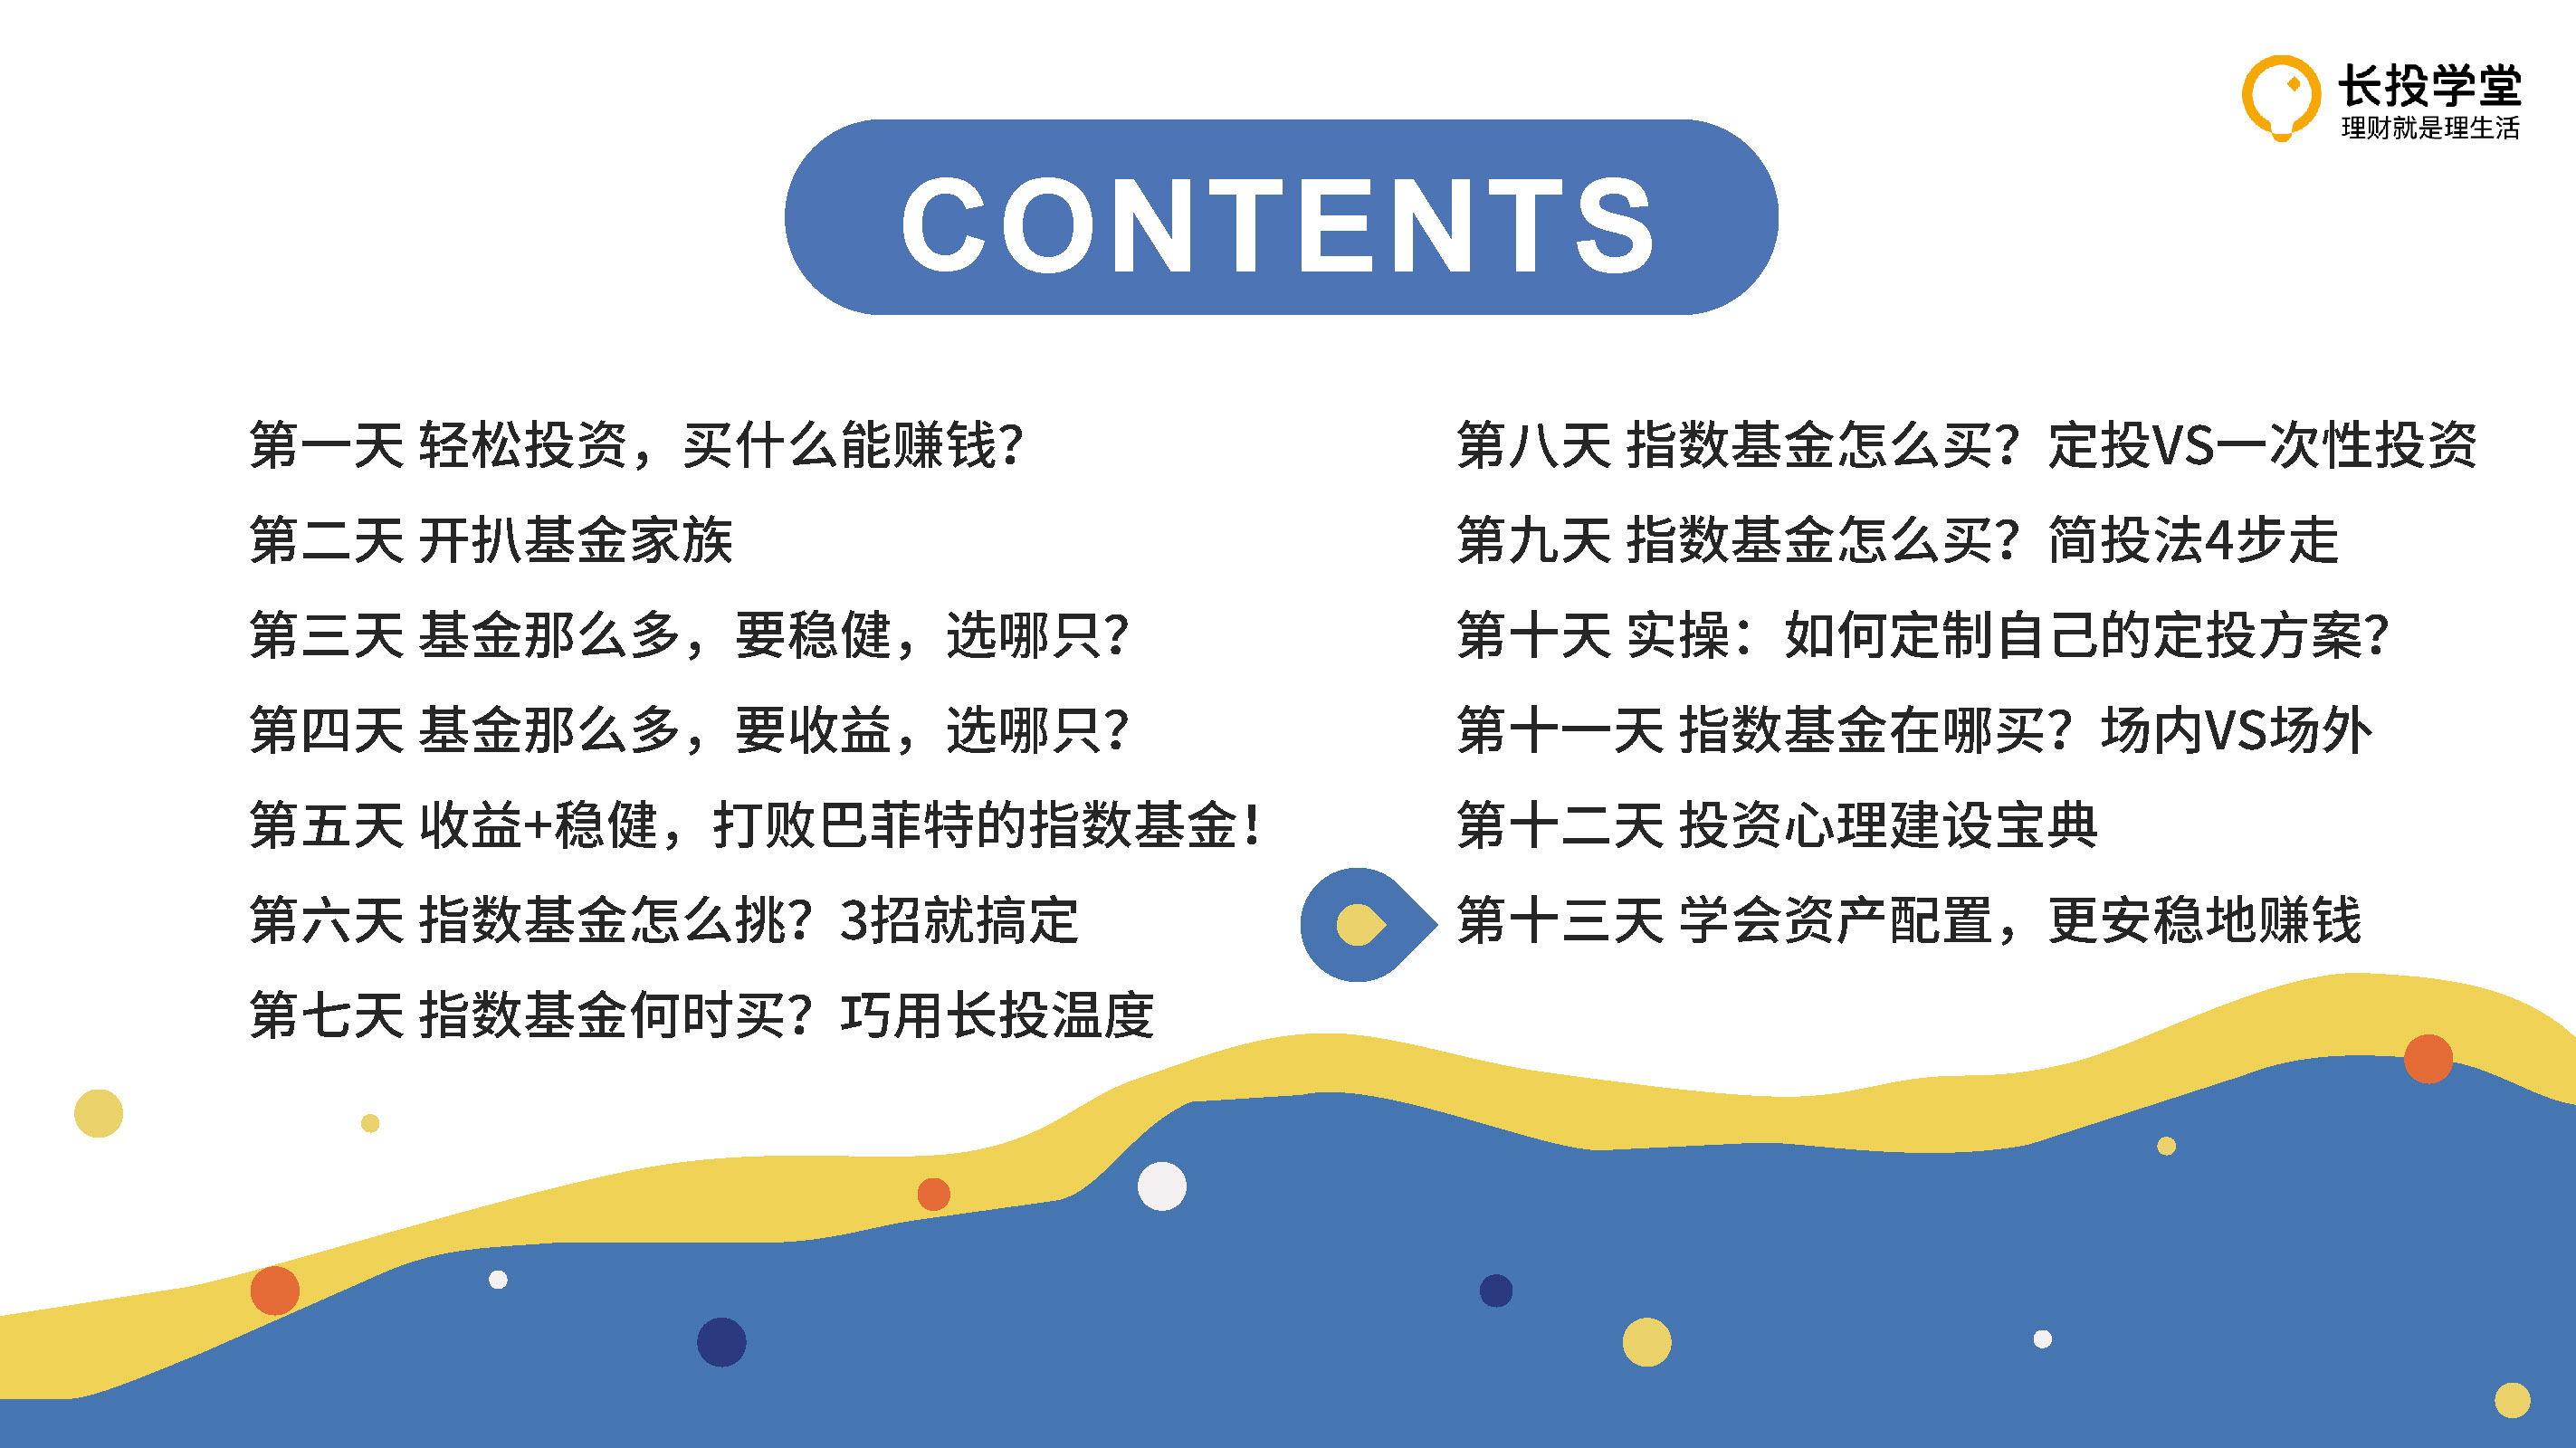 长投学堂
理财就是理生活
CONTENTS
第一天 轻松投资，买什么能赚钱？
第二天 开扒基金家族
第三天 基金那么多，要稳健，选哪只？
第四天 基金那么多，要收益，选哪只？
第五天 收益+稳健，打败巴菲特的指数基金！
第六天 指数基金怎么挑？3招就搞定
第七天 指数基金何时买？巧用长投温度
第八天 指数基金怎么买？定投VS一次性投资
第九天 指数基金怎么买？简投法4步走
第十天 实操：如何定制自己的定投方案？
第十一天 指数基金在哪买？场内VS场外
第十二天 投资心理建设宝典
第十三天 学会资产配置，更安稳地赚钱